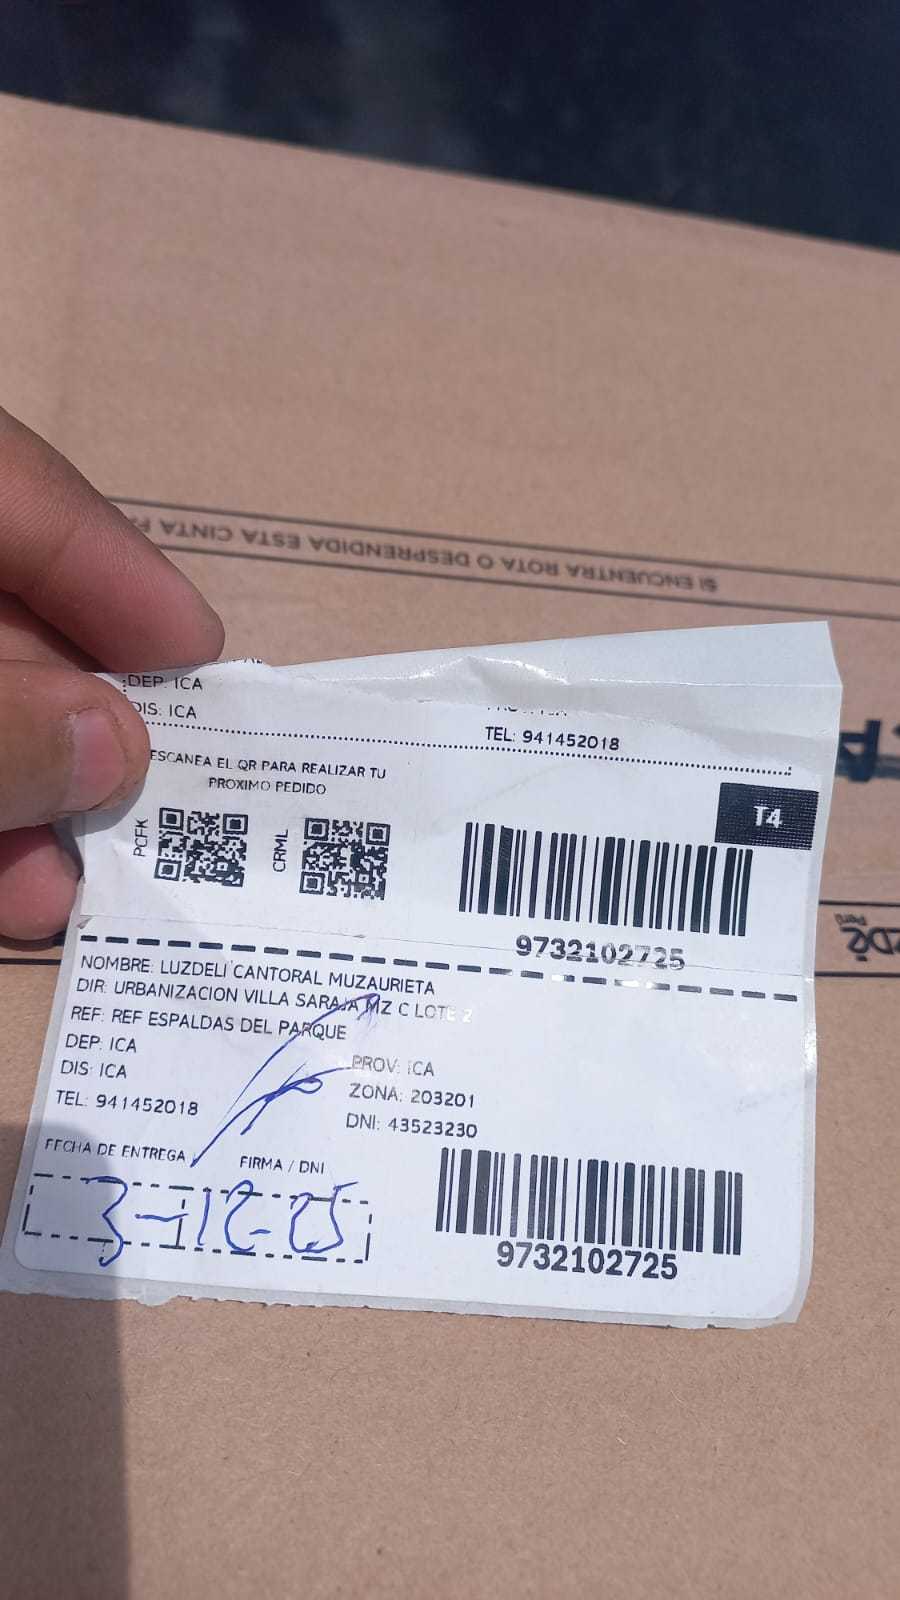 SI ENCUENTRA ROTA O DESPRENDIDA ESTA CINTA
DEP: ICA
DIS: ICA
TEL: 941452018
ESCANEA EL QR PARA REALIZAR TU
PROXIMO PEDIDO
PCFK
CRML
T4
9732102725
NOMBRE: LUZDELI CANTORAL MUZAURIETA
DIR: URBANIZACION VILLA SARAJA MZ C LOTE 2
REF: REF ESPALDAS DEL PARQUE
DEP: ICA
PROV: ICA
DIS: ICA
ZONA: 203201
TEL: 941452018
DNI: 43523230
FECHA DE ENTREGA
FIRMA / DNI
3-12-25
9732102725
Perú